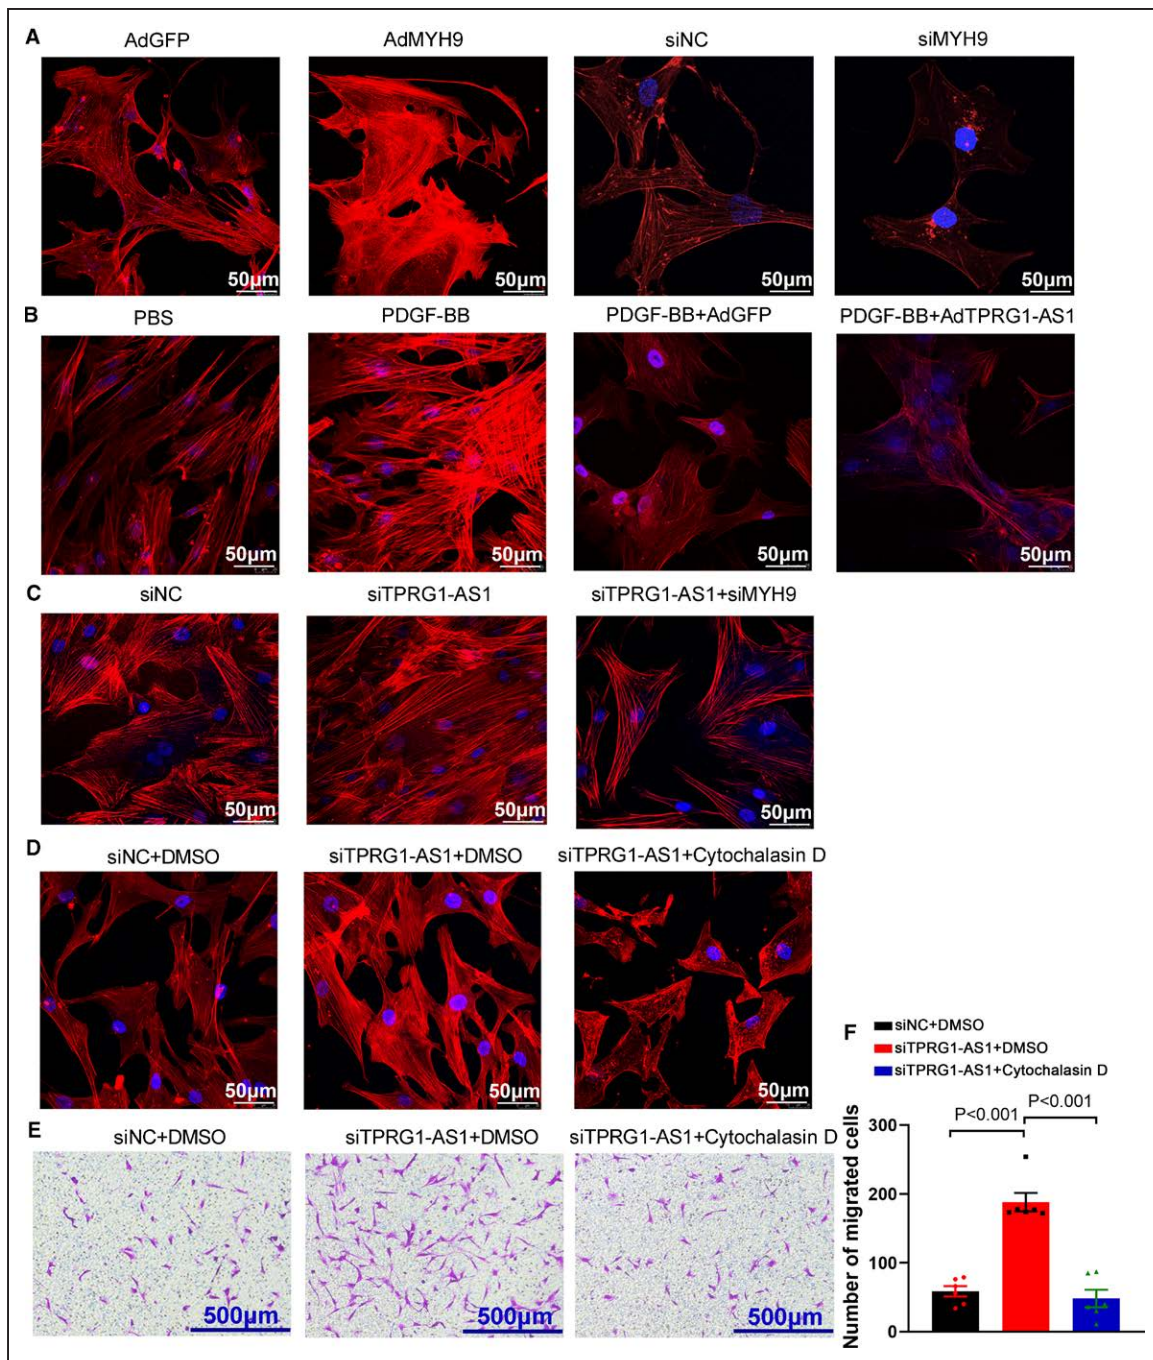 A
AdGFP AdMYH9 siNC siMYH9
50µm 50µm 50µm 50µm
B
PBS PDGF-BB PDGF-BB+AdGFP PDGF-BB+AdTPRG1-AS1
50µm 50µm 50µm 50µm
C
siNC siTPRG1-AS1 siTPRG1-AS1+siMYH9
50µm 50µm 50µm
D
siNC+DMSO siTPRG1-AS1+DMSO siTPRG1-AS1+Cytochalasin D
50µm 50µm 50µm
E
siNC+DMSO siTPRG1-AS1+DMSO siTPRG1-AS1+Cytochalasin D
500µm 500µm 500µm
F
siNC+DMSO
siTPRG1-AS1+DMSO
siTPRG1-AS1+Cytochalasin D
P<0.001 P<0.001
Number of migrated cells
300
200
100
0